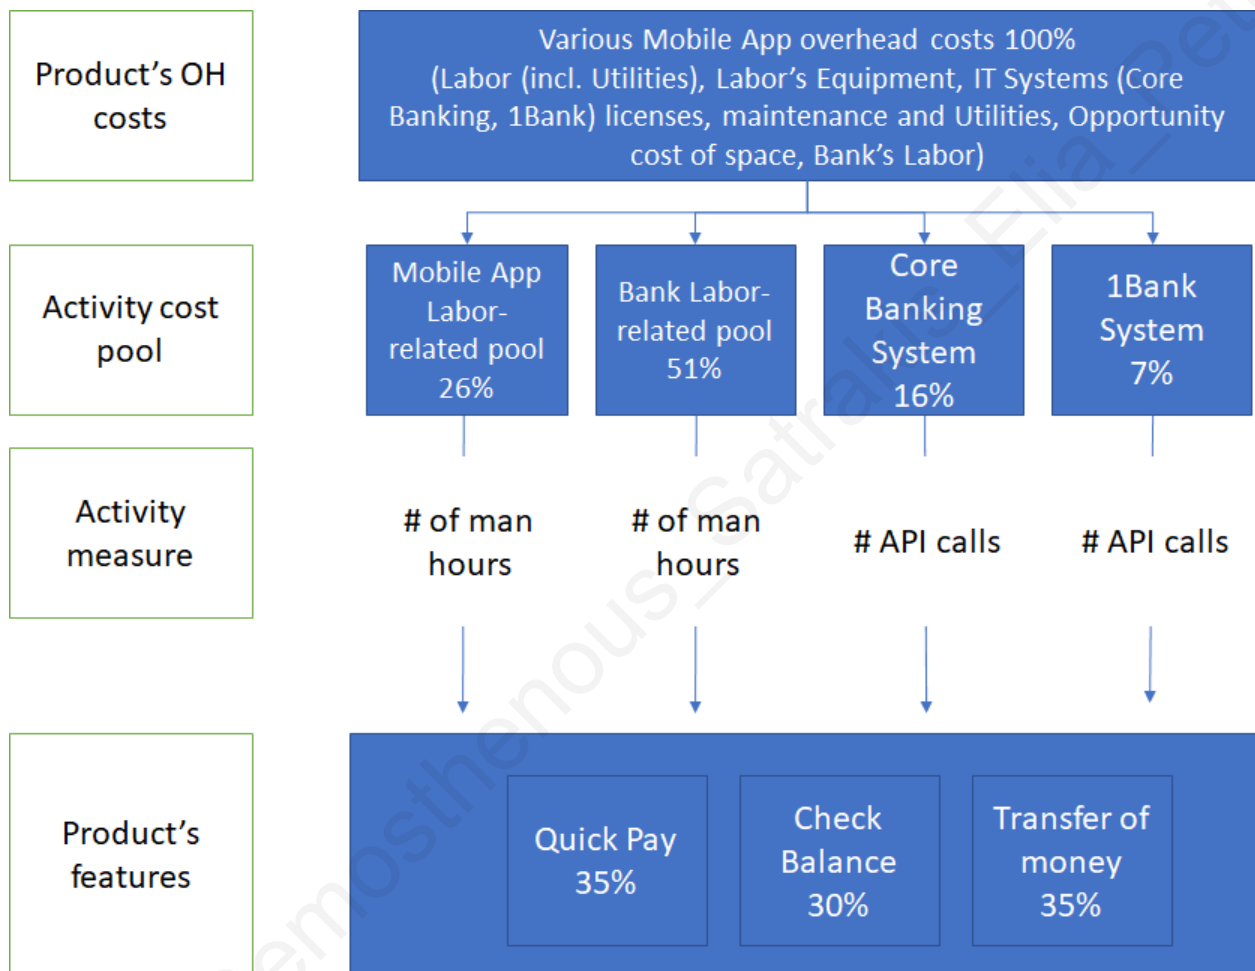 Product's OH
costs
Various Mobile App overhead costs 100%
(Labor (incl. Utilities), Labor's Equipment, IT Systems (Core
Banking, 1Bank) licenses, maintenance and Utilities, Opportunity
cost of space, Bank's Labor)
Activity cost
pool
Mobile App
Labor-
related pool
26%
Bank Labor-
related pool
51%
Core
Banking
System
16%
1Bank
System
7%
Activity
measure
# of man
hours
# of man
hours
# API calls
# API calls
Product's
features
Quick Pay
35%
Check
Balance
30%
Transfer of
money
35%
emosthenous_Satrakis_Elia_Pet